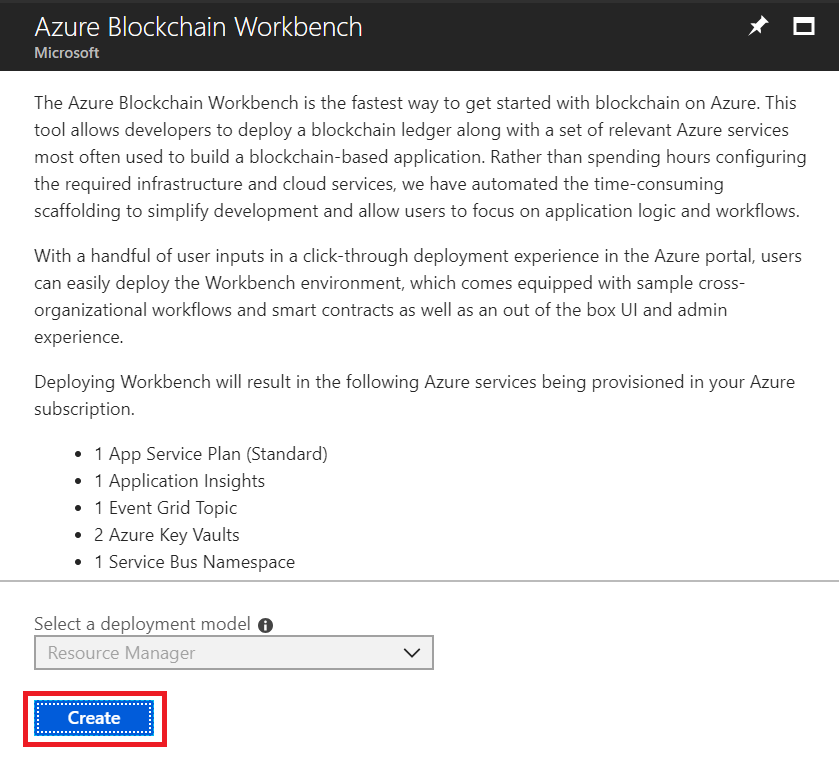 Azure Blockchain Workbench
Microsoft
The Azure Blockchain Workbench is the fastest way to get started with blockchain on Azure. This
tool allows developers to deploy a blockchain ledger along with a set of relevant Azure services
most often used to build a blockchain-based application. Rather than spending hours configuring
the required infrastructure and cloud services, we have automated the time-consuming
scaffolding to simplify development and allow users to focus on application logic and workflows.
With a handful of user inputs in a click-through deployment experience in the Azure portal, users
can easily deploy the Workbench environment, which comes equipped with sample cross-
organizational workflows and smart contracts as well as an out of the box UI and admin
experience.
Deploying Workbench will result in the following Azure services being provisioned in your Azure
subscription.
• 1 App Service Plan (Standard)
• 1 Application Insights
• 1 Event Grid Topic
• 2 Azure Key Vaults
• 1 Service Bus Namespace
Select a deployment model
Resource Manager
Create